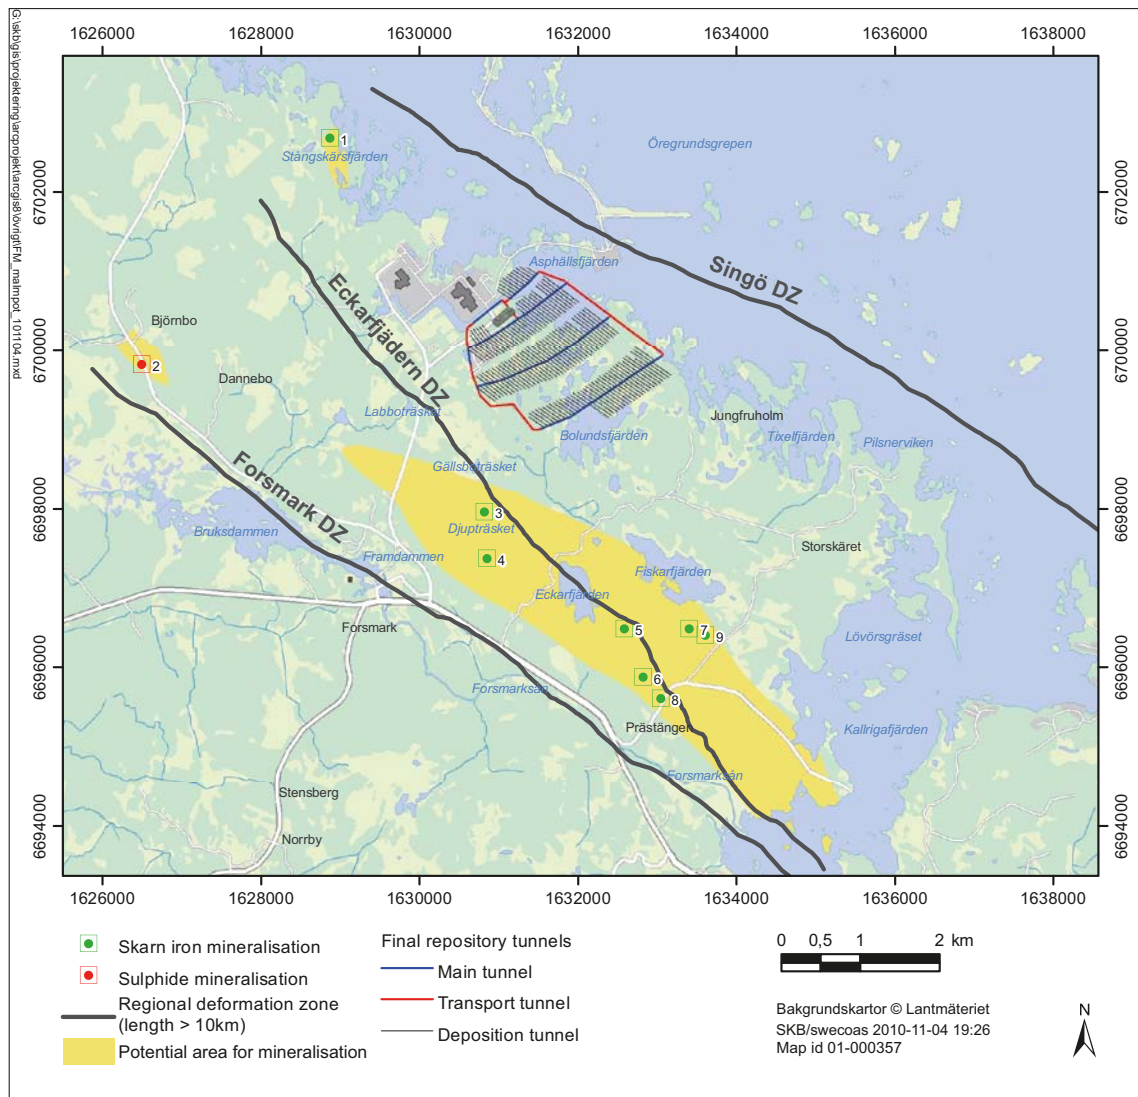 G:\skb\gis\projektering\arcprojekt\arcgis8\övrigt\FM_malmpot_101104.mxd
1626000 1628000 1630000 1632000 1634000 1636000 1638000
6702000
6700000
6698000
6696000
6694000
6702000
6700000
6698000
6696000
6694000
1
Stångskärsfjärden
Öregrundsgrepen
Asphällsfjärden
Singö DZ
Eckarfjädern DZ
Björnbo
2
Dannebo
Labboträsket
Jungfruholm
Bolundsfjärden
Tixelfjärden
Pilsnerviken
Gällsboträsket
Forsmark DZ
3
Djupträsket
Bruksdammen
Framdammen
4
Storskäret
Fiskarfjärden
Eckarfjärden
Forsmark
5
7
9
Lövörsgräset
6
Forsmarksån
8
Prästängen
Kallrigafjärden
Forsmarksån
Stensberg
Norrby
1626000 1628000 1630000 1632000 1634000 1636000 1638000
Skarn iron mineralisation
Sulphide mineralisation
Regional deformation zone
(length > 10km)
Potential area for mineralisation
Final repository tunnels
Main tunnel
Transport tunnel
Deposition tunnel
0 0,5 1 2 km
Bakgrundskartor © Lantmäteriet
SKB/swecoas 2010-11-04 19:26
Map id 01-000357
N